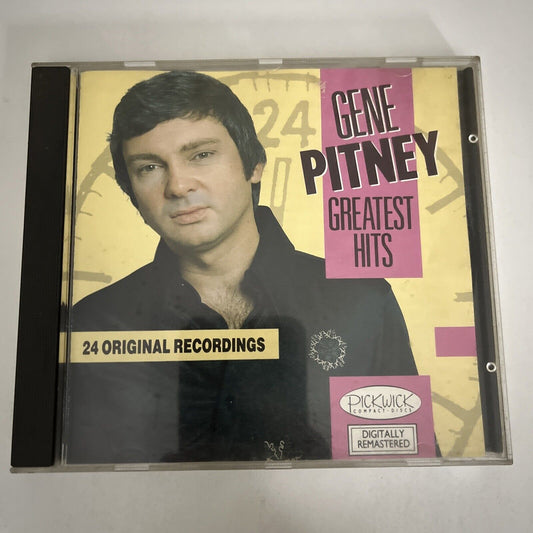 24
GENE
PITNEY
GREATEST
HITS
24 ORIGINAL RECORDINGS
PICKWICK
COMPACT·DISCS
DIGITALLY
REMASTERED